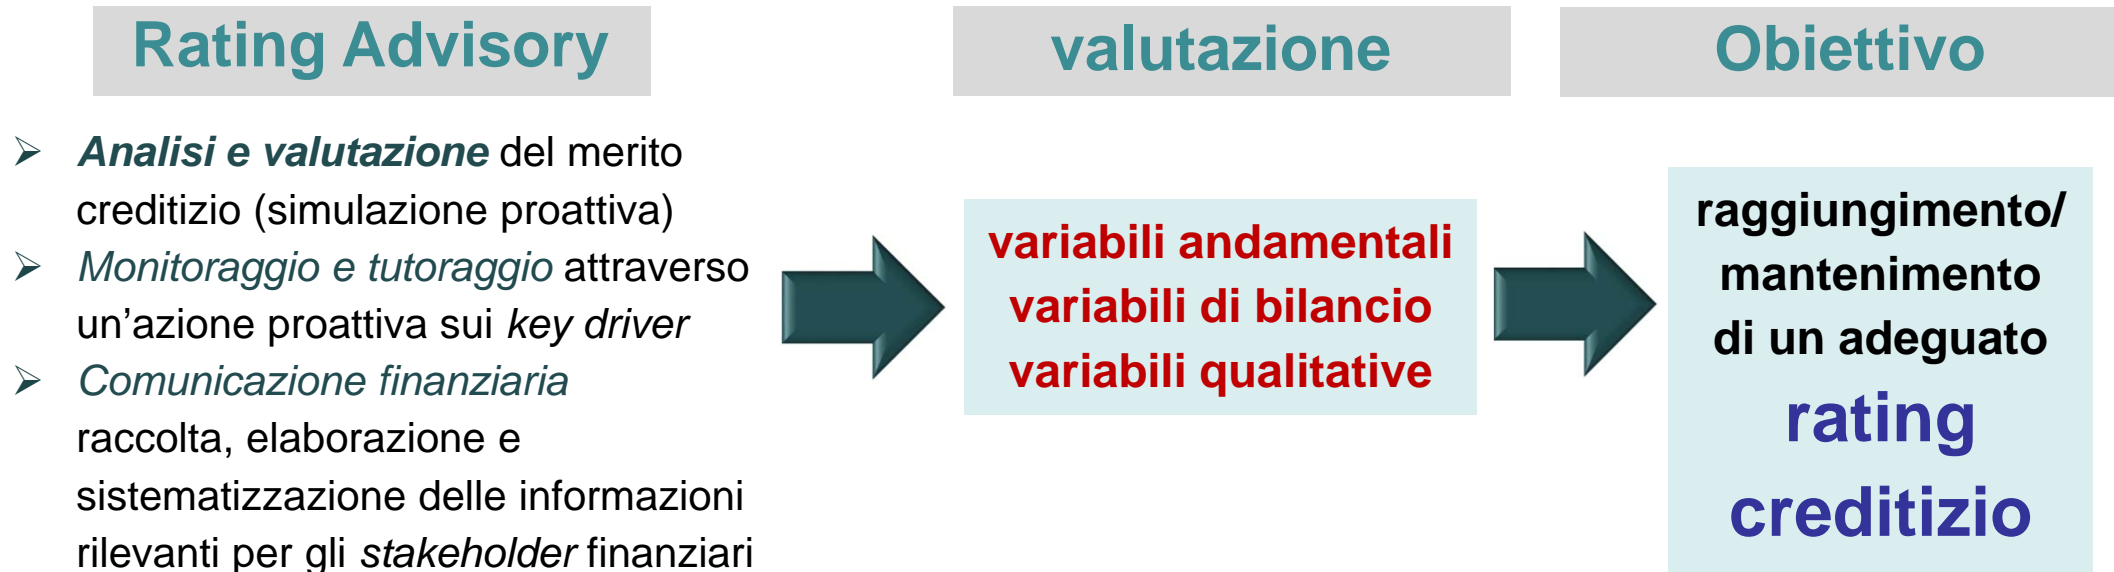 Rating Advisory
➢ Analisi e valutazione del merito
creditizio (simulazione proattiva)
➢ Monitoraggio e tutoraggio attraverso
un’azione proattiva sui key driver
➢ Comunicazione finanziaria
raccolta, elaborazione e
sistematizzazione delle informazioni
rilevanti per gli stakeholder finanziari
valutazione
variabili andamentali
variabili di bilancio
variabili qualitative
Obiettivo
raggiungimento/
mantenimento
di un adeguato
rating
creditizio